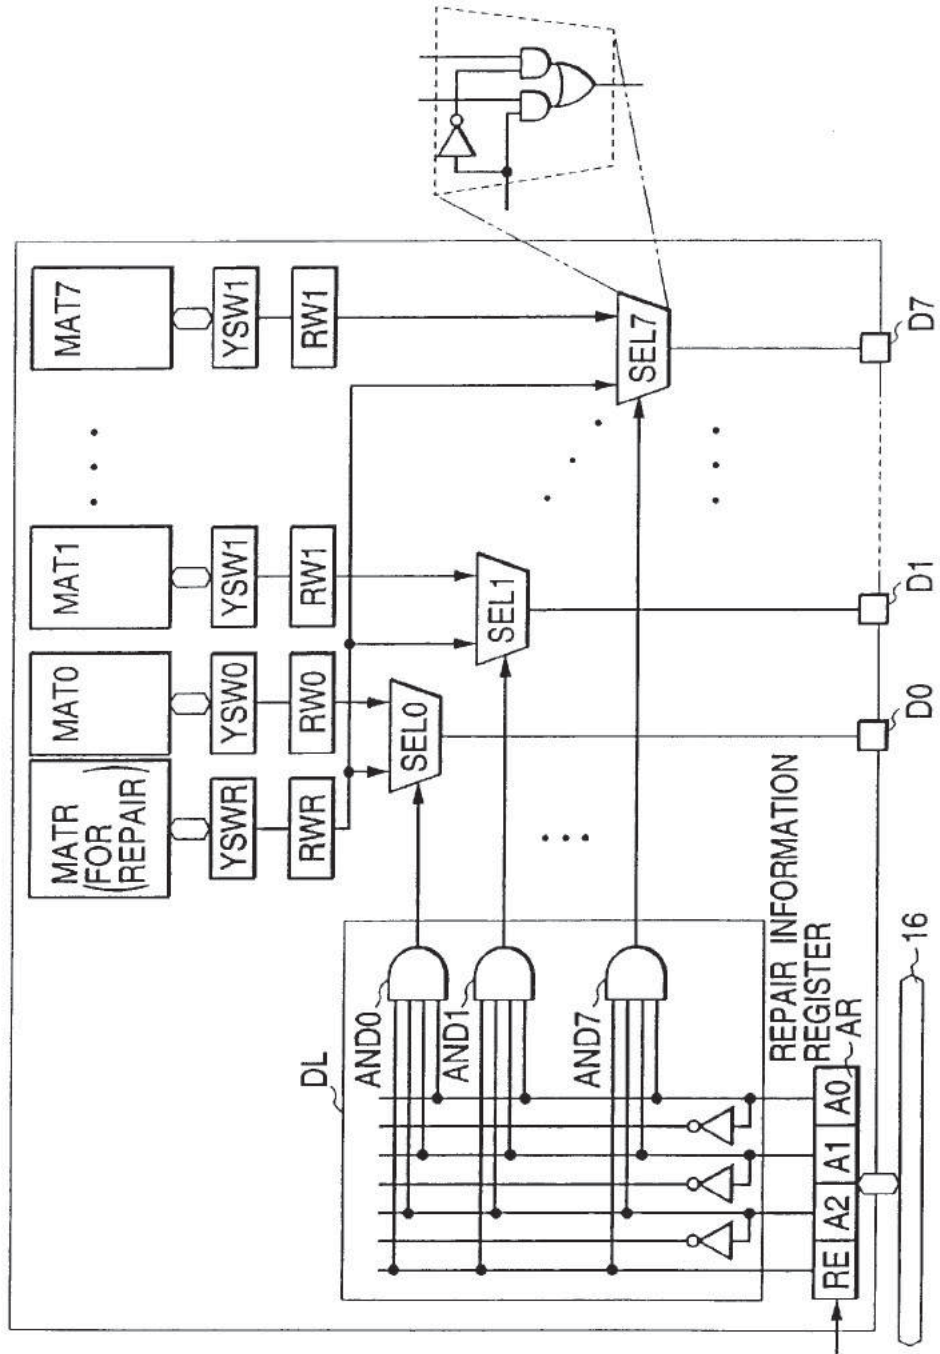 MATR
(FOR
REPAIR)
MAT0
MAT1
MAT7
YSWR
YSW0
YSW1
YSW1
RWR
RW0
RW1
RW1
SEL0
SEL1
SEL7
DL
AND0
AND1
AND7
REPAIR INFORMATION
REGISTER
AR
RE
A2
A1
A0
D0
D1
D7
16